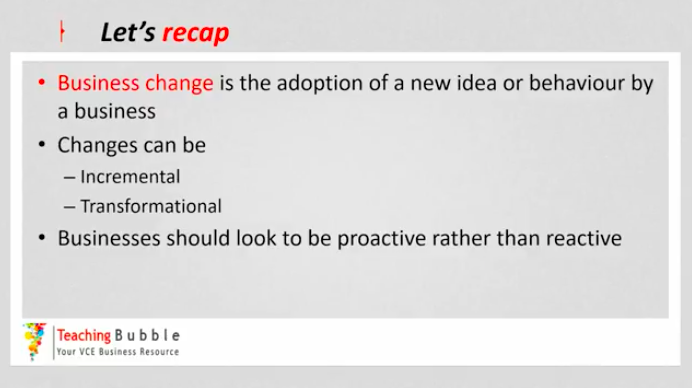 Let's recap
• Business change is the adoption of a new idea or behaviour by
a business
• Changes can be
– Incremental
– Transformational
• Businesses should look to be proactive rather than reactive
Teaching Bubble
Your VCE Business Resource